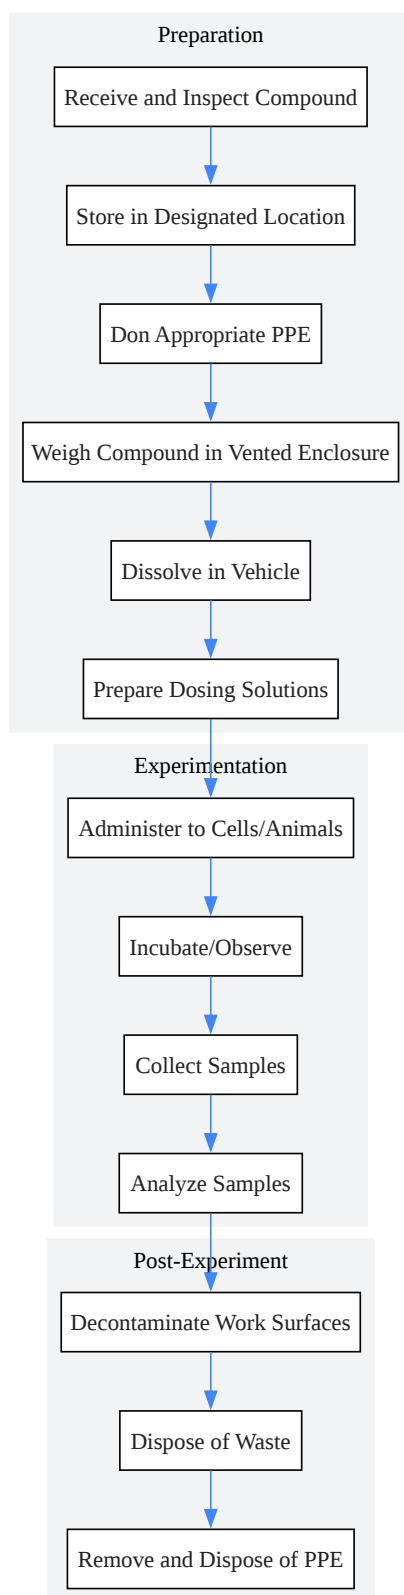 Preparation
Receive and Inspect Compound
Store in Designated Location
Don Appropriate PPE
Weigh Compound in Vented Enclosure
Dissolve in Vehicle
Prepare Dosing Solutions
Experimentation
Administer to Cells/Animals
Incubate/Observe
Collect Samples
Analyze Samples
Post-Experiment
Decontaminate Work Surfaces
Dispose of Waste
Remove and Dispose of PPE